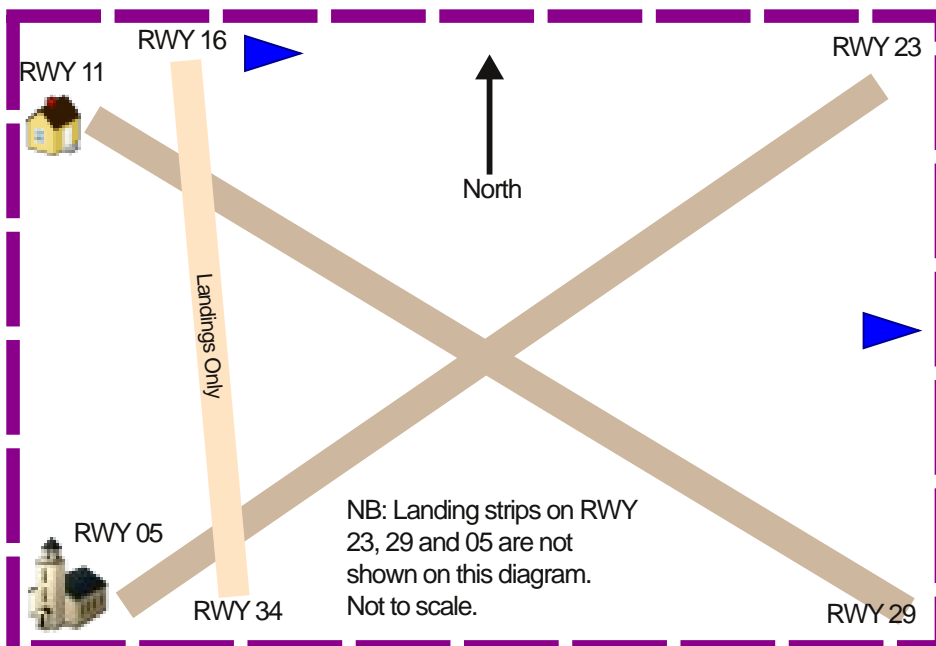 RWY 16
RWY 23
RWY 11
North
Landings Only
NB: Landing strips on RWY
23, 29 and 05 are not
shown on this diagram.
Not to scale.
RWY 05
RWY 34
RWY 29